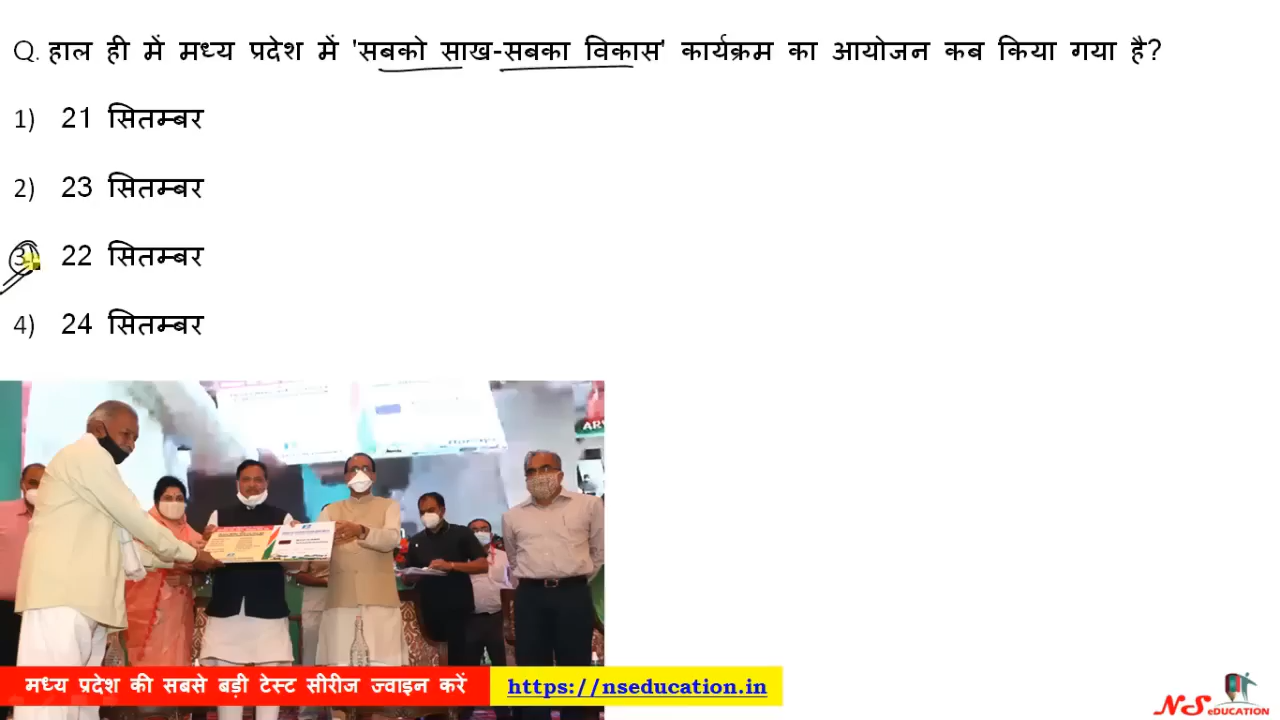 Q. हाल ही में मध्य प्रदेश में 'सबको साख-सबका विकास' कार्यक्रम का आयोजन कब किया गया है?
1) 21 सितम्बर
2) 23 सितम्बर
3) 22 सितम्बर
4) 24 सितम्बर
मध्य प्रदेश की सबसे बड़ी टेस्ट सीरीज ज्वाइन करें
https://nseducation.in
NS eDUCATION